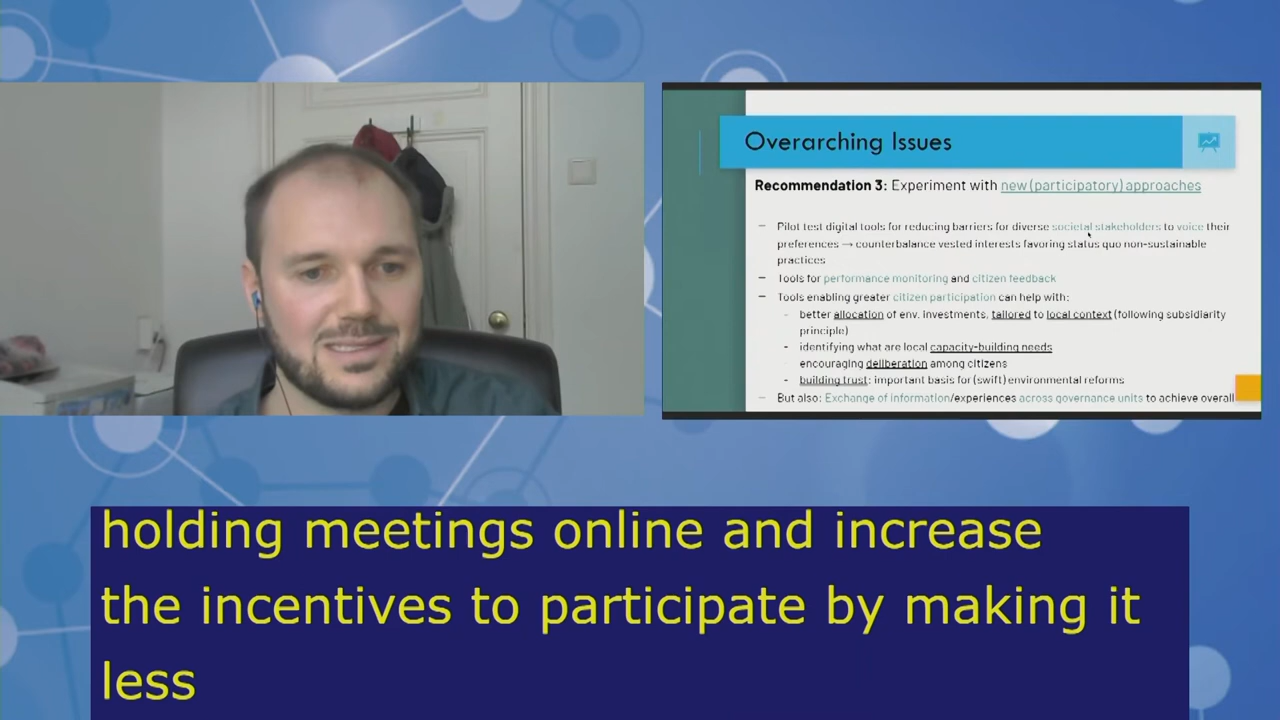 Overarching Issues
Recommendation 3: Experiment with new (participatory) approaches
– Pilot test digital tools for reducing barriers for diverse societal stakeholders to voice their
preferences → counterbalance vested interests favoring status quo non-sustainable
practices
– Tools for performance monitoring and citizen feedback
– Tools enabling greater citizen participation can help with:
- better allocation of env. investments, tailored to local context (following subsidiarity
principle)
- identifying what are local capacity-building needs
encouraging deliberation among citizens
- building trust: important basis for (swift) environmental reforms
– But also: Exchange of information/experiences across governance units to achieve overall
holding meetings online and increase
the incentives to participate by making it
less